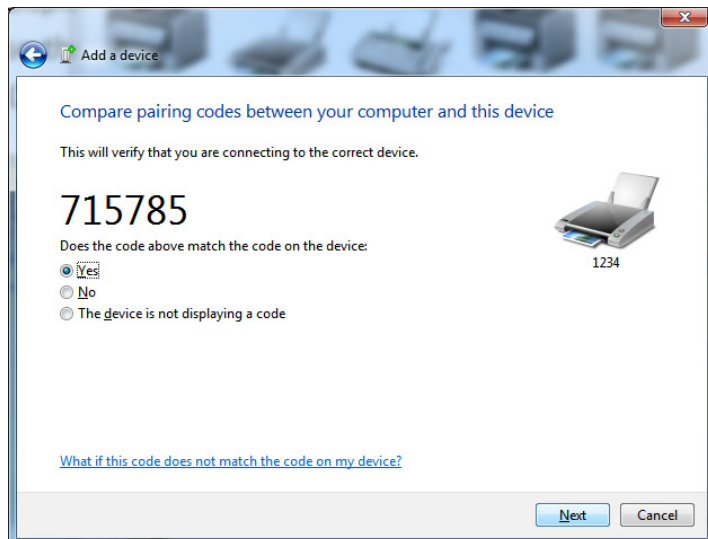 Add a device
Compare pairing codes between your computer and this device
This will verify that you are connecting to the correct device.
715785
Does the code above match the code on the device:
1234
Yes
No
The device is not displaying a code
What if this code does not match the code on my device?
Next Cancel